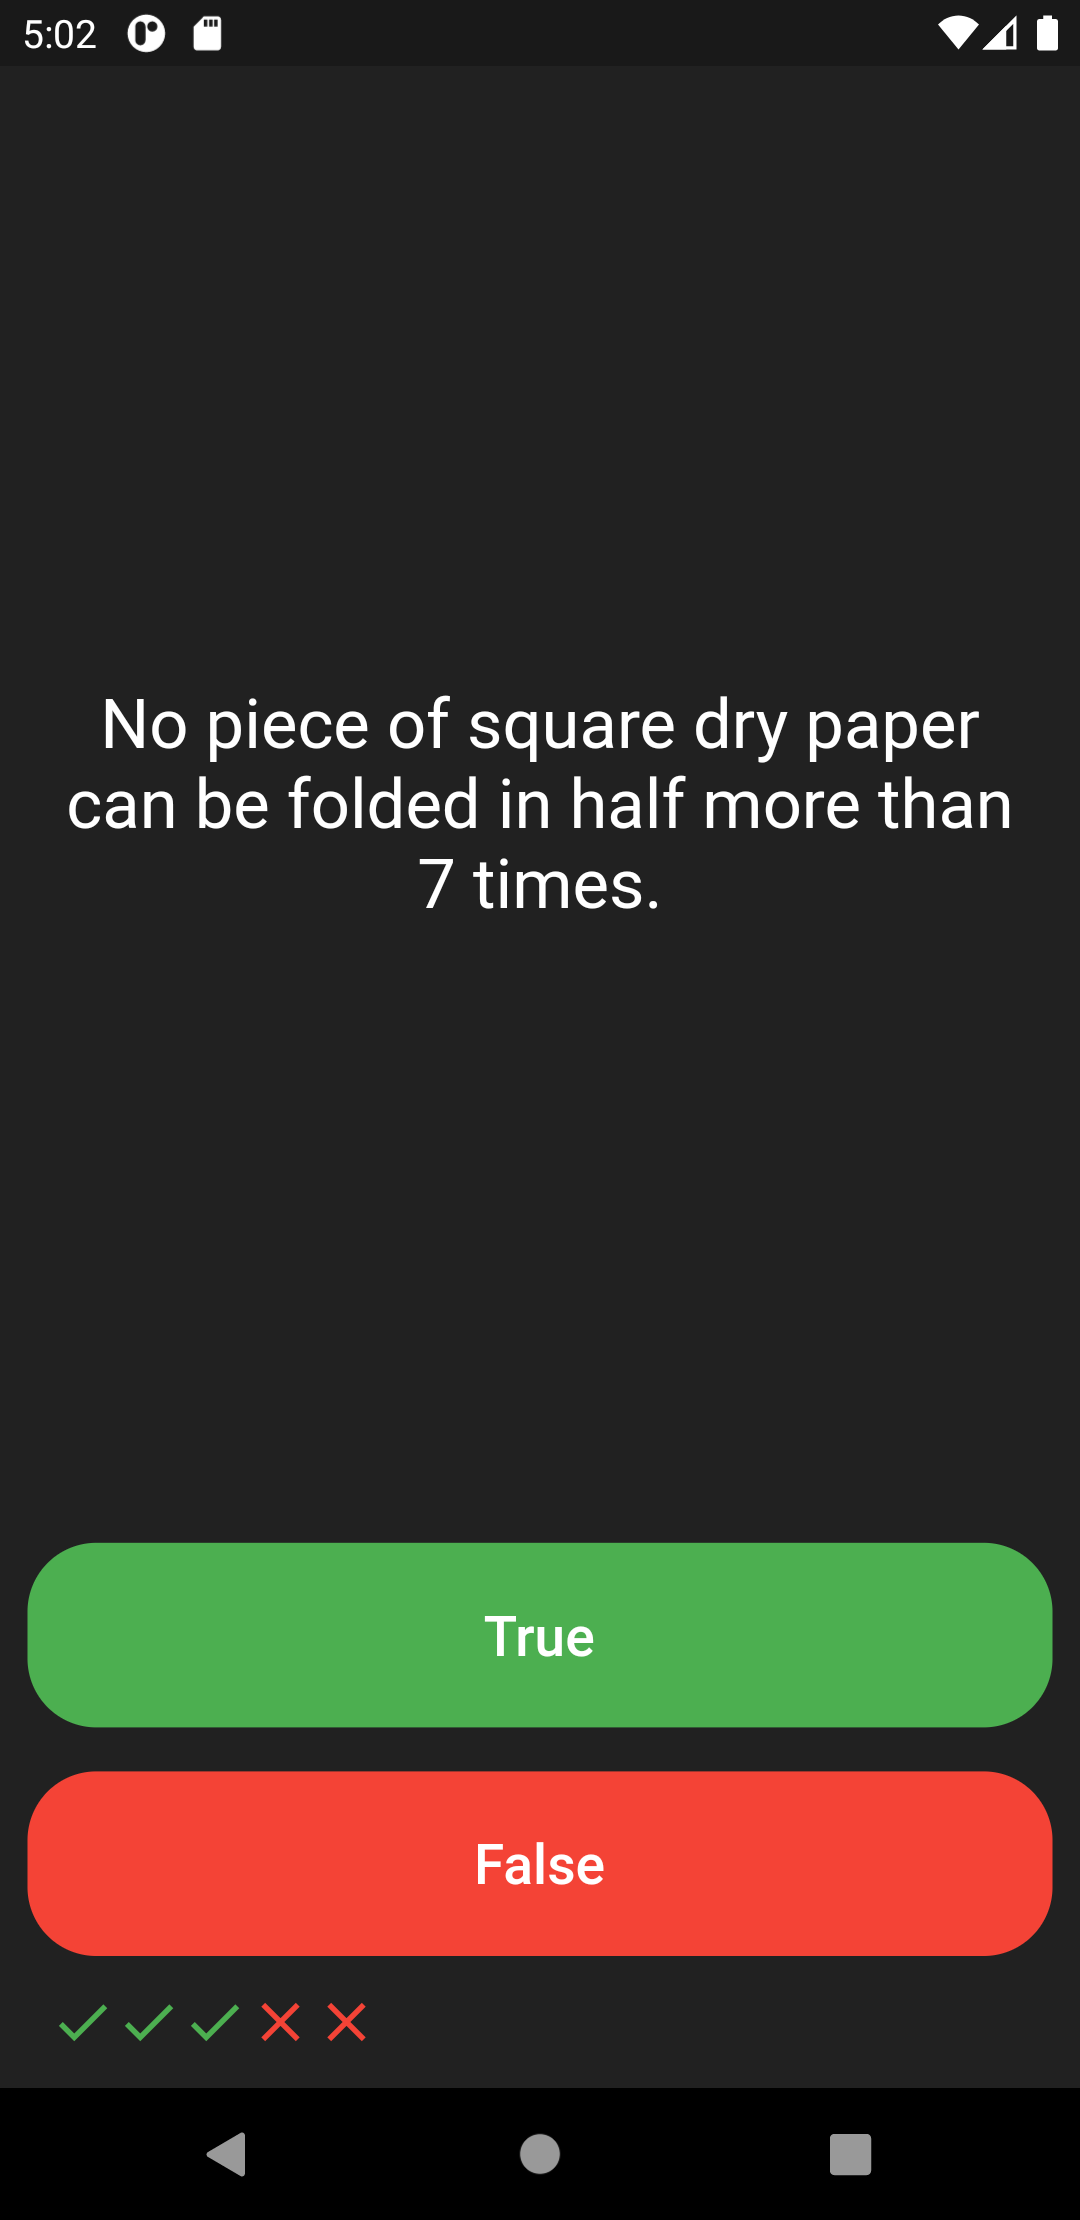 5:02
No piece of square dry paper
can be folded in half more than
7 times.
True
False